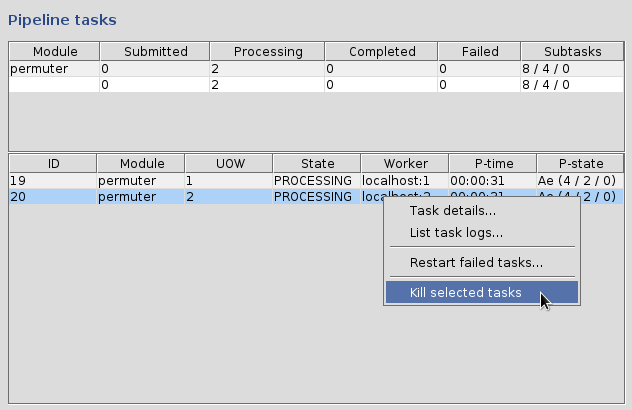 Pipeline tasks
Module Submitted Processing Completed Failed Subtasks
permuter 0 2 0 0 8 / 4 / 0
0 2 0 0 8 / 4 / 0
ID Module UOW State Worker P-time P-state
19 permuter 1 PROCESSING localhost:1 00:00:31 Ae (4 / 2 / 0)
20 permuter 2 PROCESSING localhost:2 00:00:31 Ae (4 / 2 / 0)
Task details...
List task logs...
Restart failed tasks...
Kill selected tasks